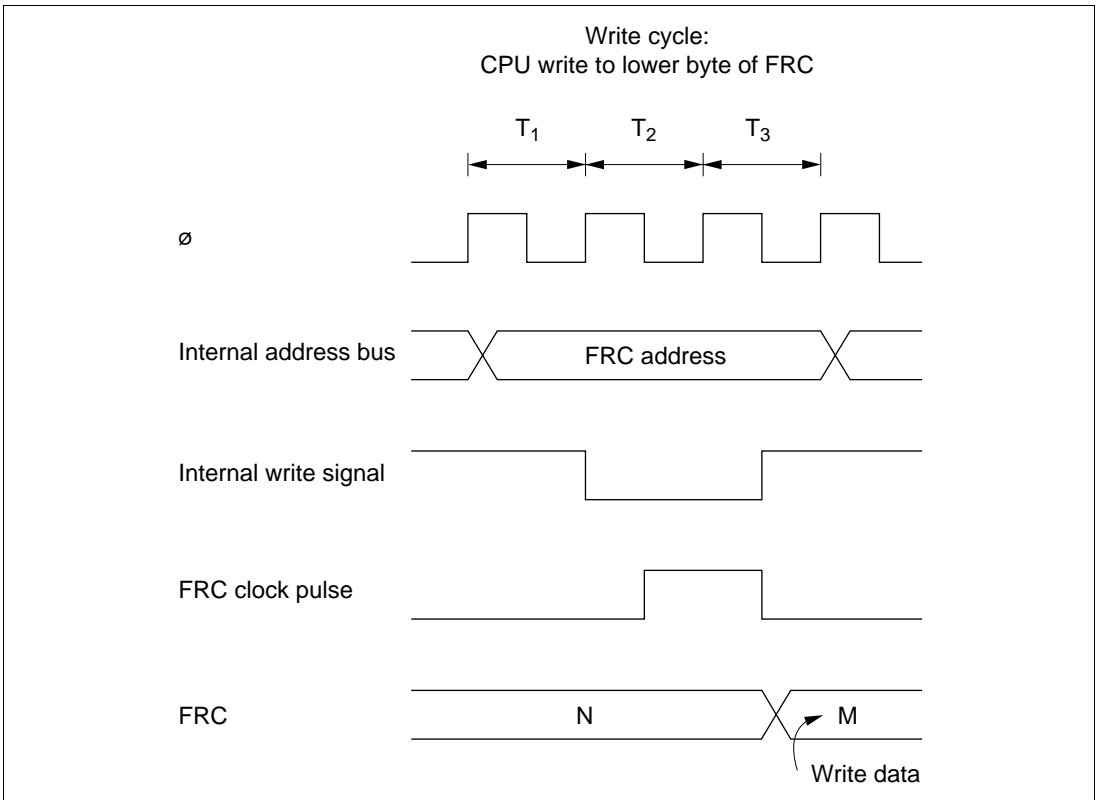 Write cycle:
CPU write to lower byte of FRC
T₁ T₂ T₃
ø
Internal address bus FRC address
Internal write signal
FRC clock pulse
FRC N M
Write data